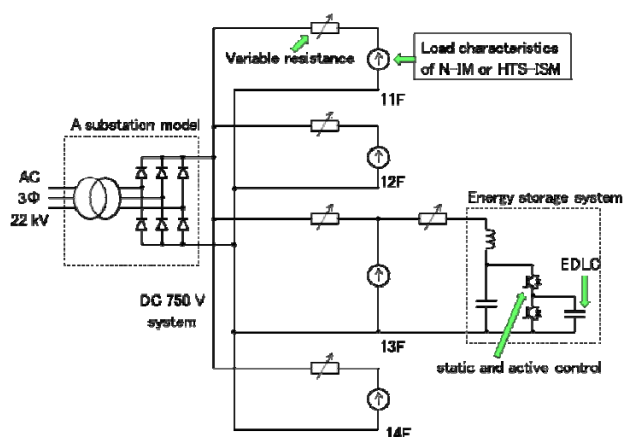 Variable resistance
Load characteristics
of N-IM or HTS-ISM
11F
A substation model
AC
3Φ
22 kV
12F
Energy storage system
EDLC
DC 750 V
system
13F
static and active control
14F